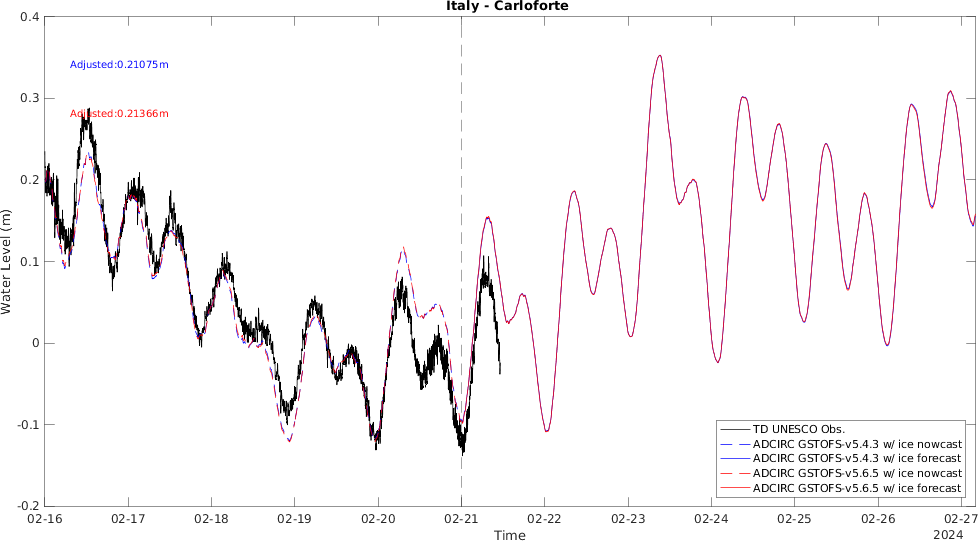 Italy - Carloforte
Adjusted:0.21075m
Adjusted:0.21366m
Water Level (m)
0.4
0.3
0.2
0.1
0
-0.1
-0.2
TD UNESCO Obs.
ADCIRC GSTOFS-v5.4.3 w/ ice nowcast
ADCIRC GSTOFS-v5.4.3 w/ ice forecast
ADCIRC GSTOFS-v5.6.5 w/ ice nowcast
ADCIRC GSTOFS-v5.6.5 w/ ice forecast
02-16 02-17 02-18 02-19 02-20 02-21 02-22 02-23 02-24 02-25 02-26 02-27
Time
2024